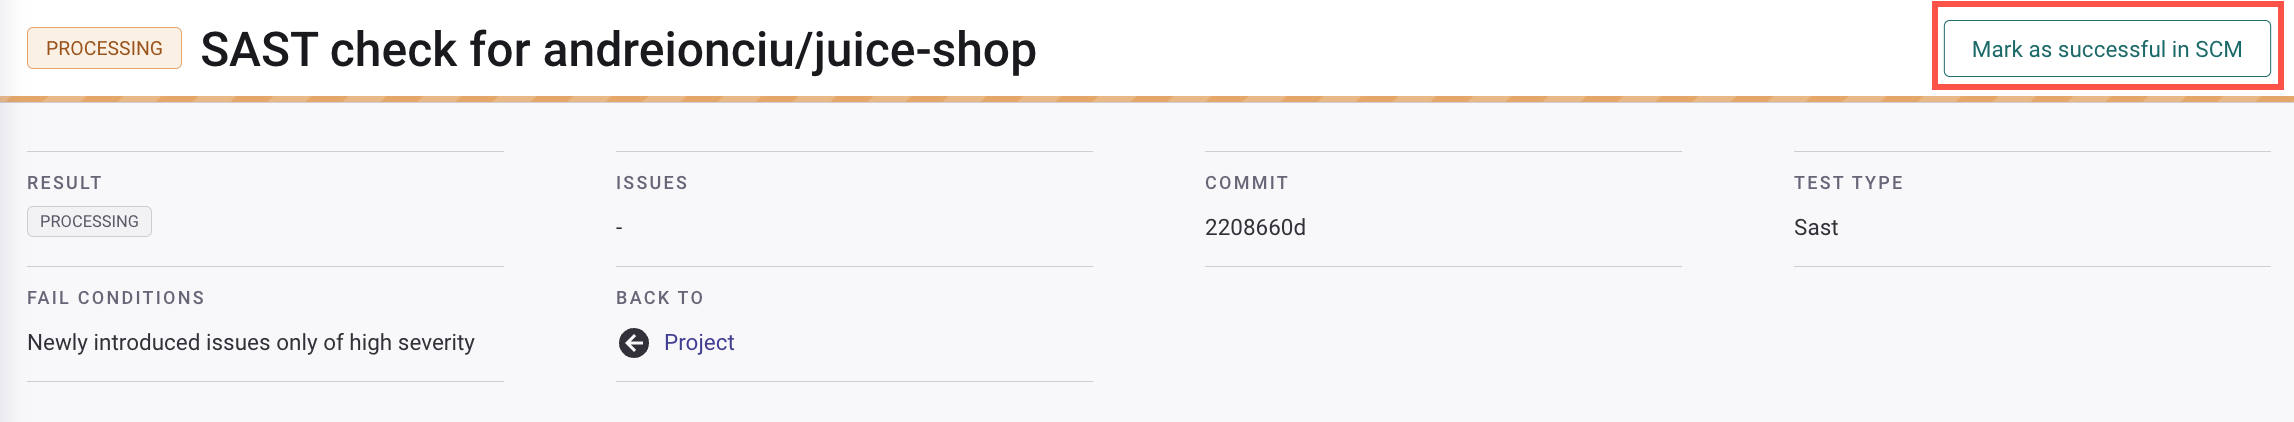 PROCESSING SAST check for andreionciu/juice-shop Mark as successful in SCM
RESULT ISSUES COMMIT TEST TYPE
PROCESSING - 2208660d Sast
FAIL CONDITIONS BACK TO
Newly introduced issues only of high severity Project